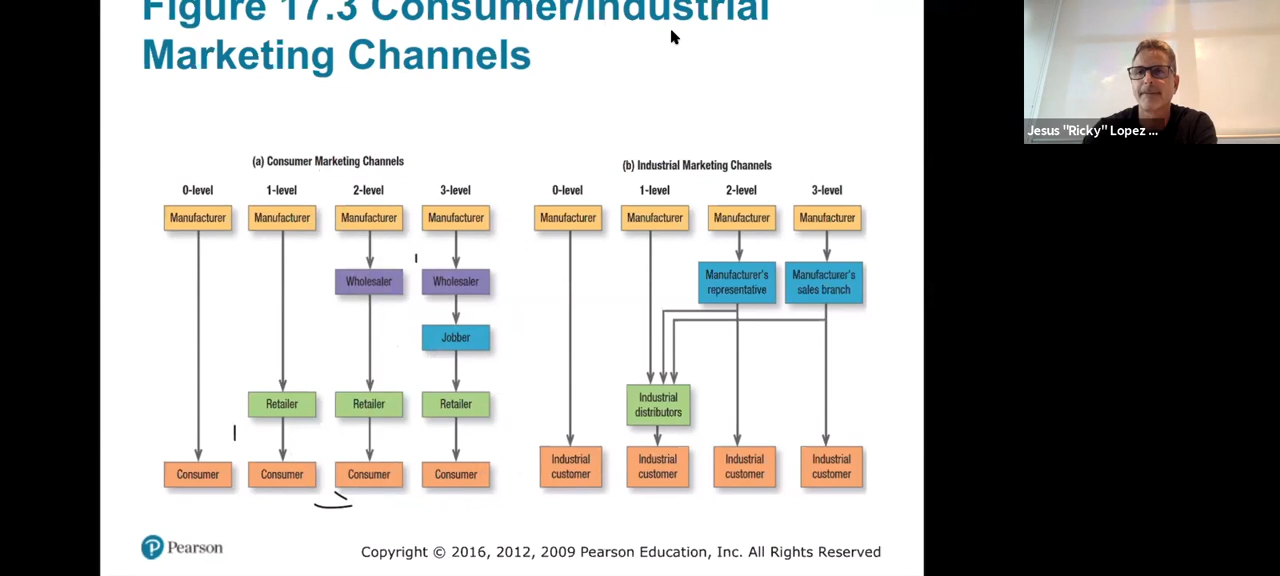 Figure 17.3 Consumer/Industrial
Marketing Channels
Jesus "Ricky" Lopez ...
(a) Consumer Marketing Channels
0-level 1-level 2-level 3-level
Manufacturer Manufacturer Manufacturer Manufacturer
Wholesaler Wholesaler
Jobber
Retailer Retailer Retailer
Consumer Consumer Consumer Consumer
(b) Industrial Marketing Channels
0-level 1-level 2-level 3-level
Manufacturer Manufacturer Manufacturer Manufacturer
Manufacturer's
representative
Manufacturer's
sales branch
Industrial
distributors
Industrial
customer
Industrial
customer
Industrial
customer
Industrial
customer
Pearson
Copyright © 2016, 2012, 2009 Pearson Education, Inc. All Rights Reserved